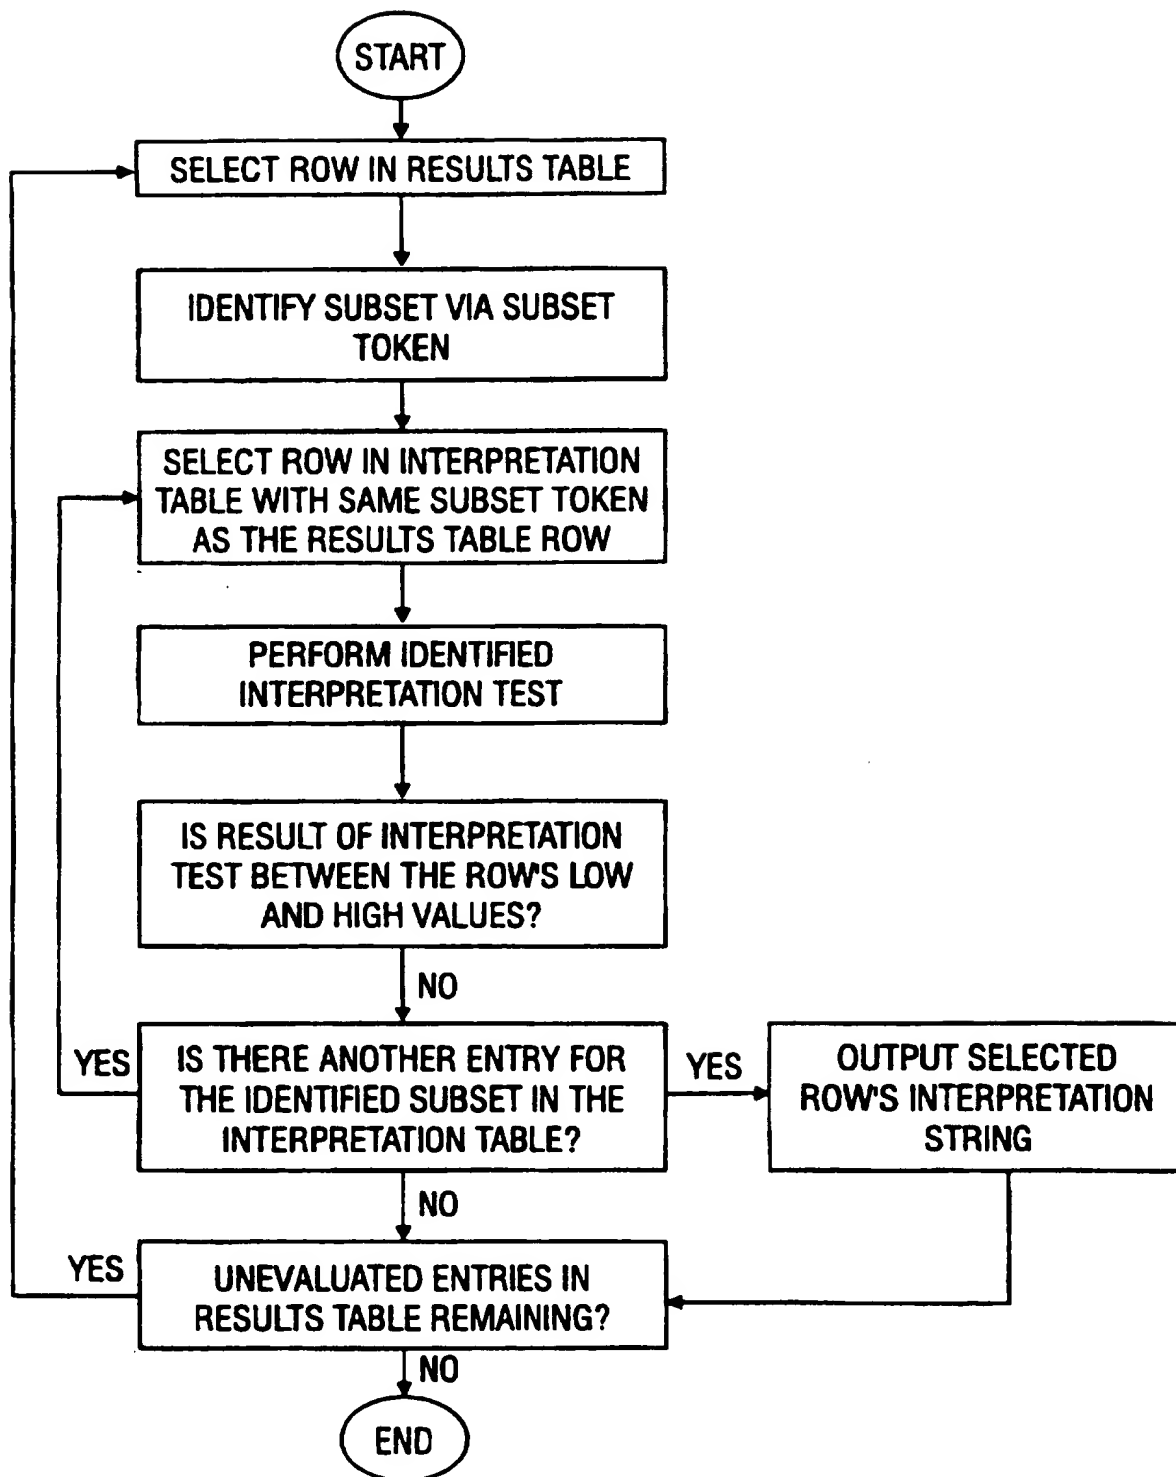 START
SELECT ROW IN RESULTS TABLE
IDENTIFY SUBSET VIA SUBSET
TOKEN
SELECT ROW IN INTERPRETATION
TABLE WITH SAME SUBSET TOKEN
AS THE RESULTS TABLE ROW
PERFORM IDENTIFIED
INTERPRETATION TEST
IS RESULT OF INTERPRETATION
TEST BETWEEN THE ROW'S LOW
AND HIGH VALUES?
NO
YES
IS THERE ANOTHER ENTRY FOR
THE IDENTIFIED SUBSET IN THE
INTERPRETATION TABLE?
YES
OUTPUT SELECTED
ROW'S INTERPRETATION
STRING
NO
YES
UNEVALUATED ENTRIES IN
RESULTS TABLE REMAINING?
NO
END